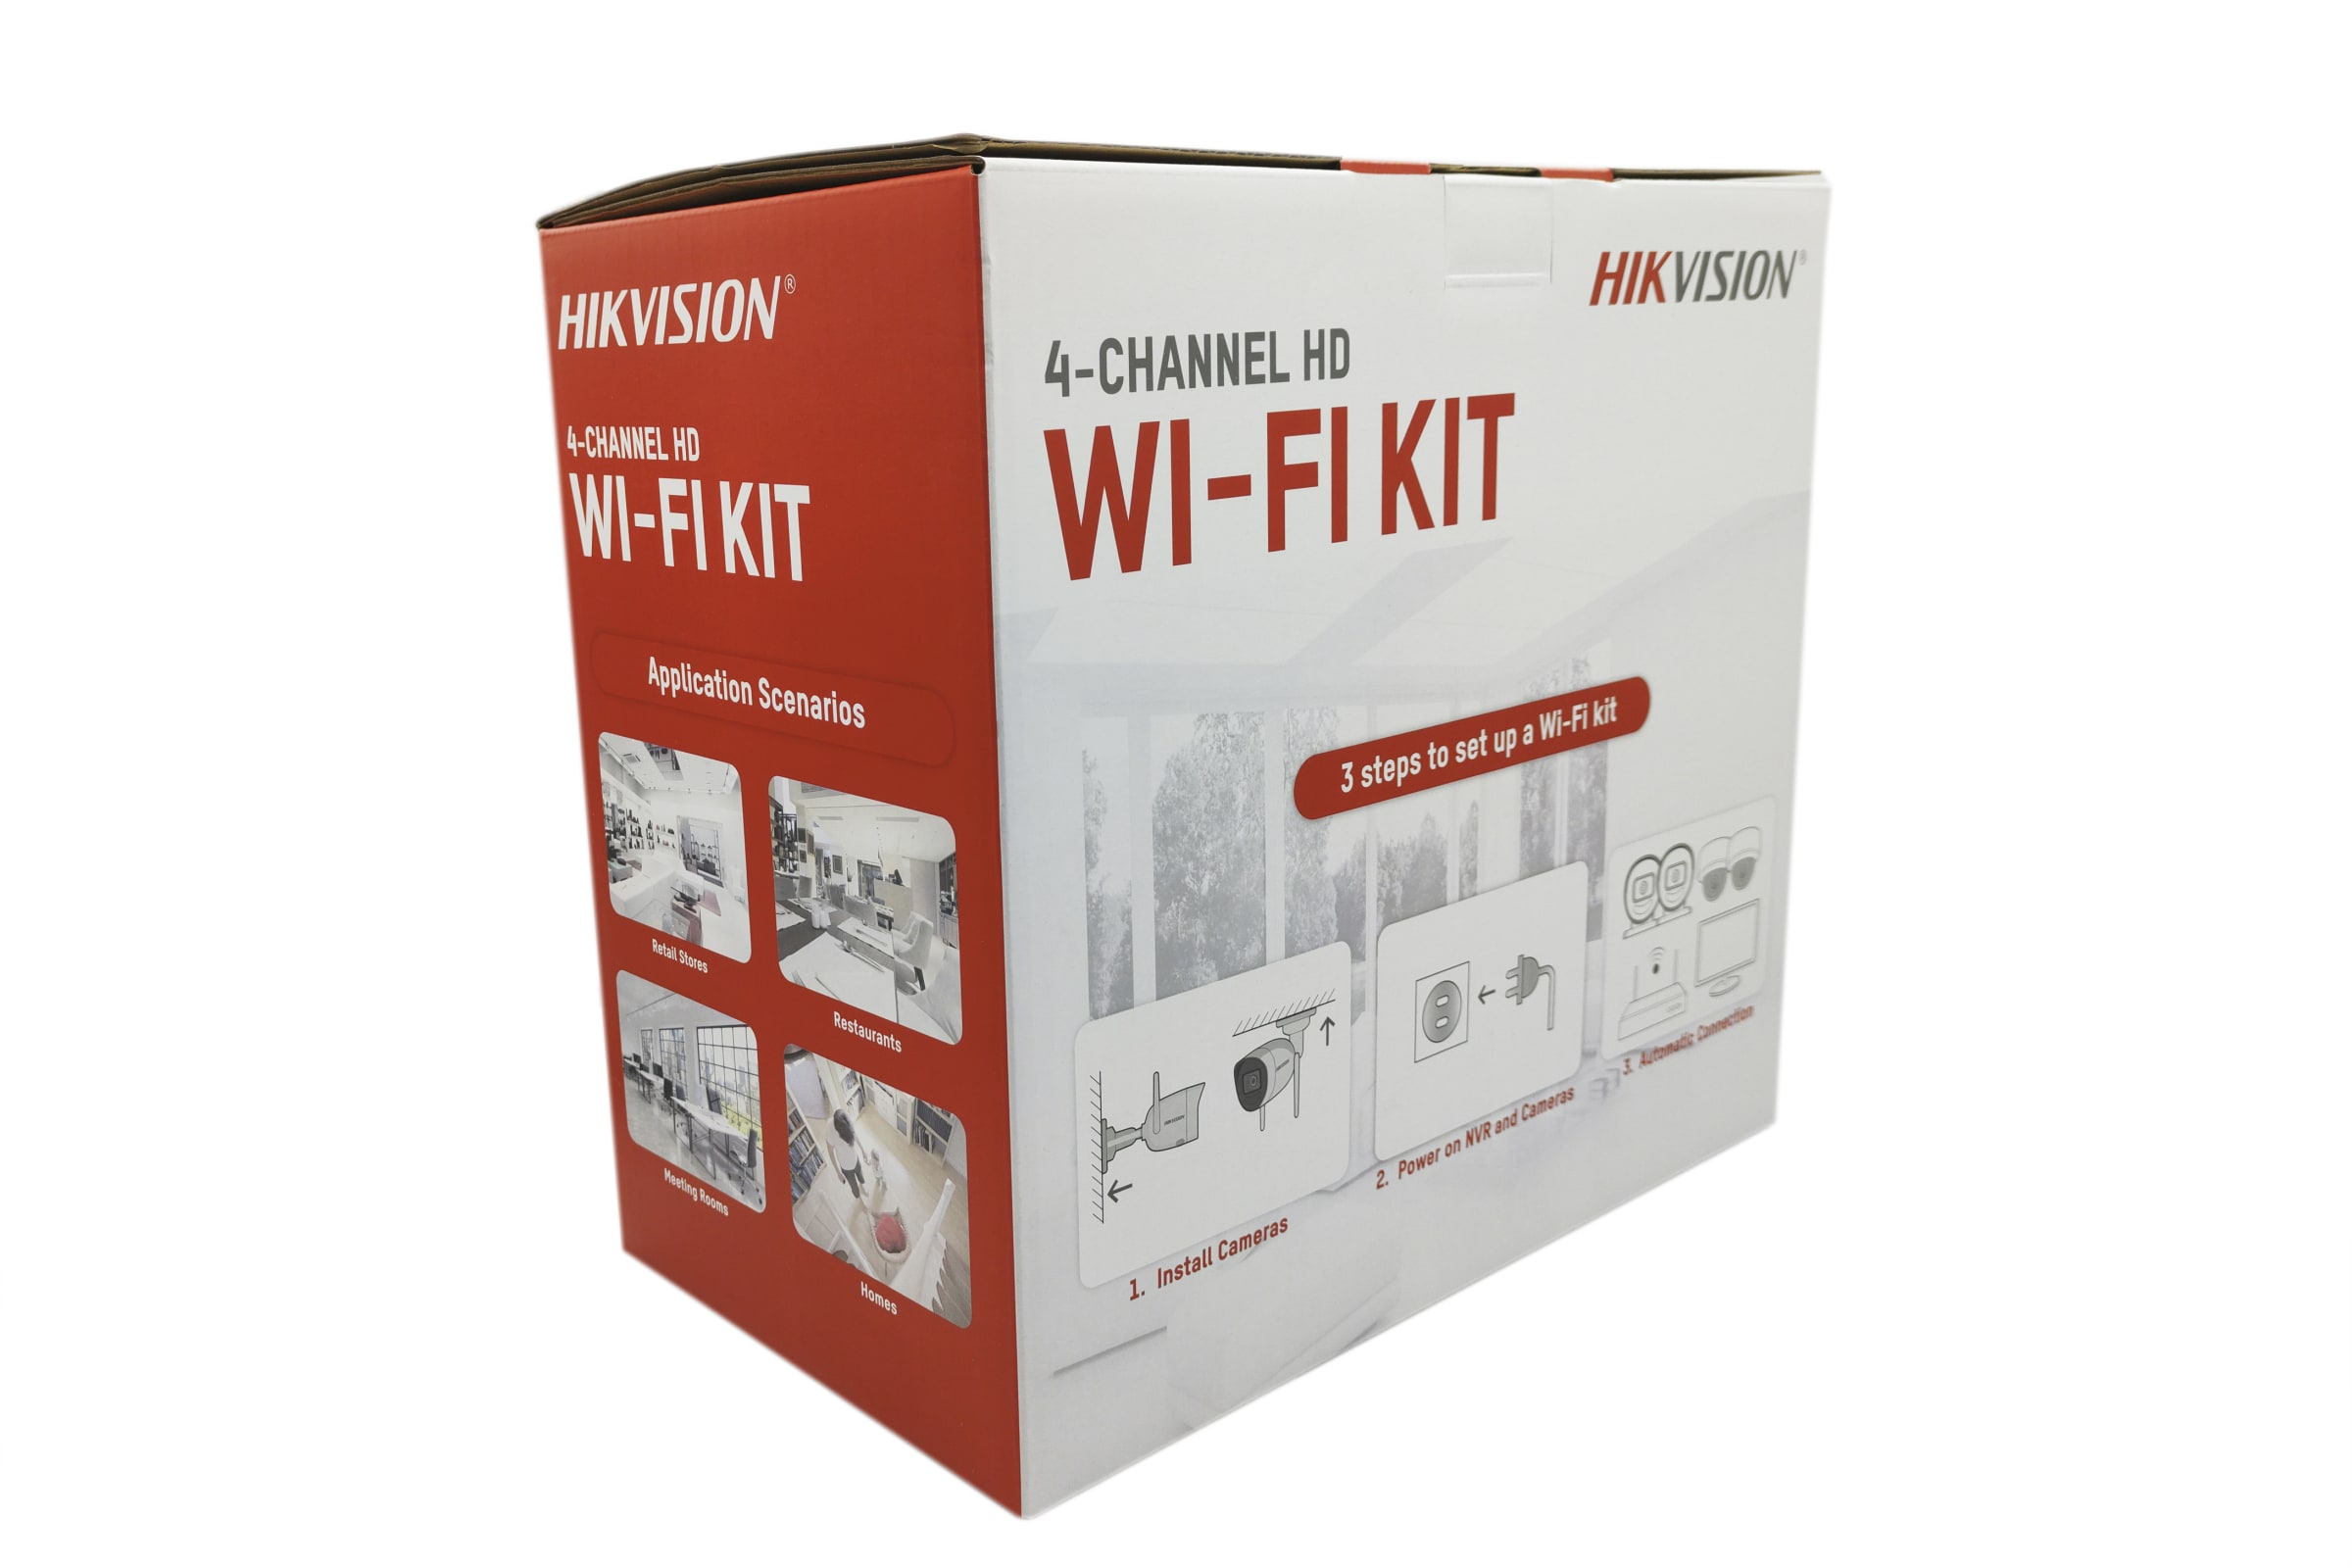 HIKVISION®
4-CHANNEL HD
WI-FI KIT
Application Scenarios
Retail Stores
Restaurants
Meeting Rooms
Homes
HIKVISION®
4-CHANNEL HD
WI-FI KIT
3 steps to set up a Wi-Fi kit
HIKVISION
1. Install Cameras
2. Power on NVR and Cameras
3. Automatic Connection